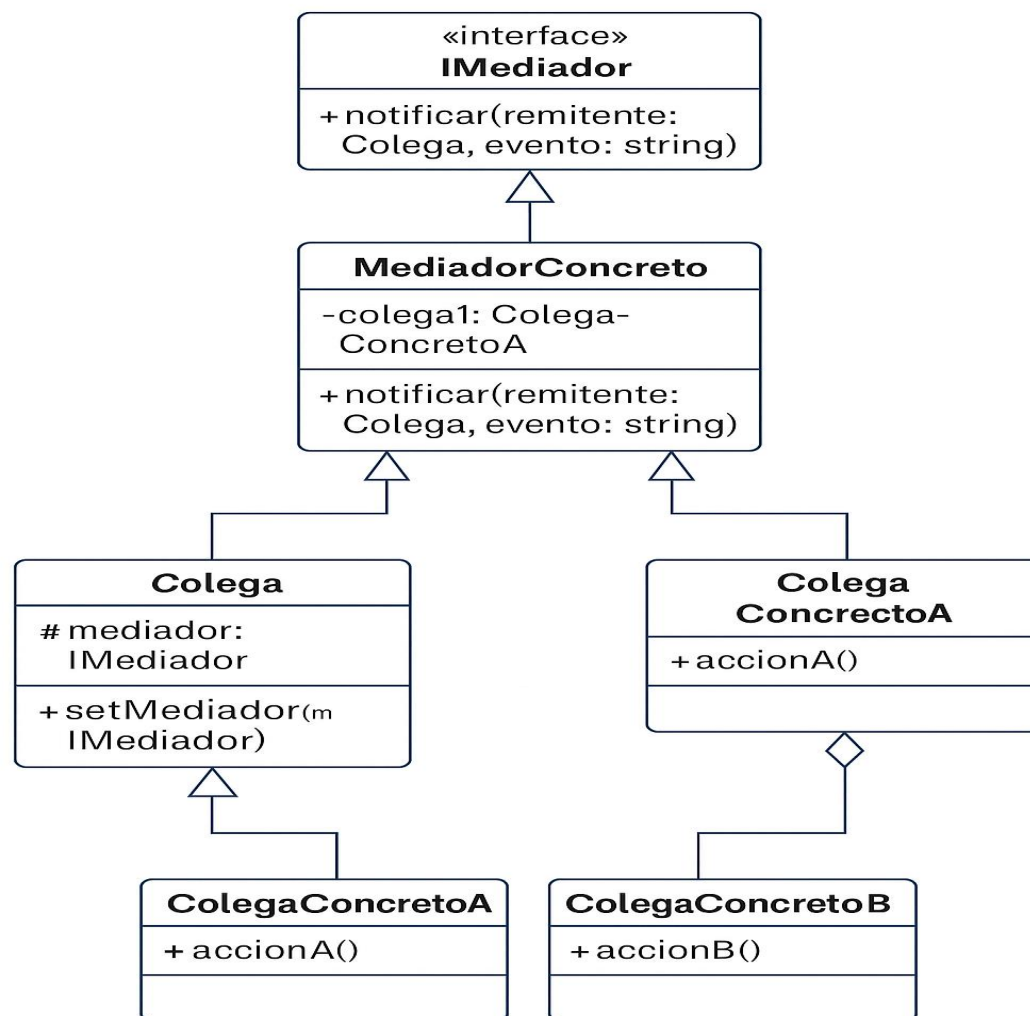 «interface»
IMediador
+ notificar(remitente:
Colega, evento: string)
MediadorConcreto
-colega1: Colega-
ConcretoA
+ notificar(remitente:
Colega, evento: string)
Colega
# mediador:
IMediador
+ setMediador(m
IMediador)
Colega
ConcrectoA
+ accionA()
ColegaConcretoA
+ accionA()
ColegaConcretoB
+ accionB()